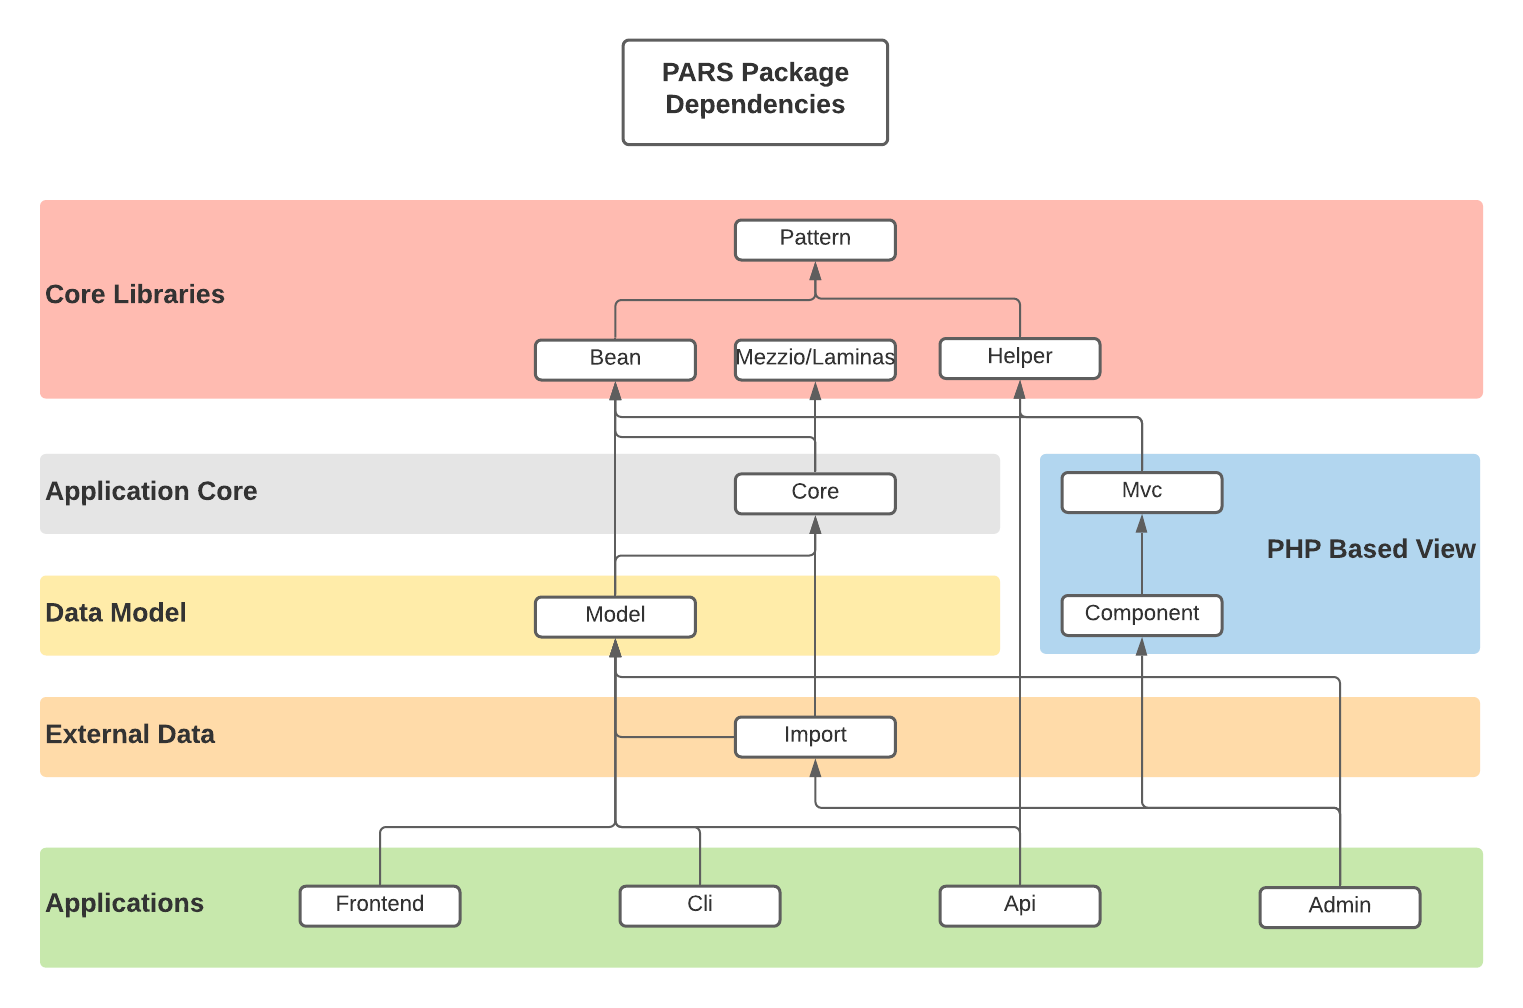 PARS Package
Dependencies
Pattern
Core Libraries
Bean
Mezzio/Laminas
Helper
Application Core
Core
Mvc
PHP Based View
Data Model
Model
Component
External Data
Import
Applications
Frontend
Cli
Api
Admin